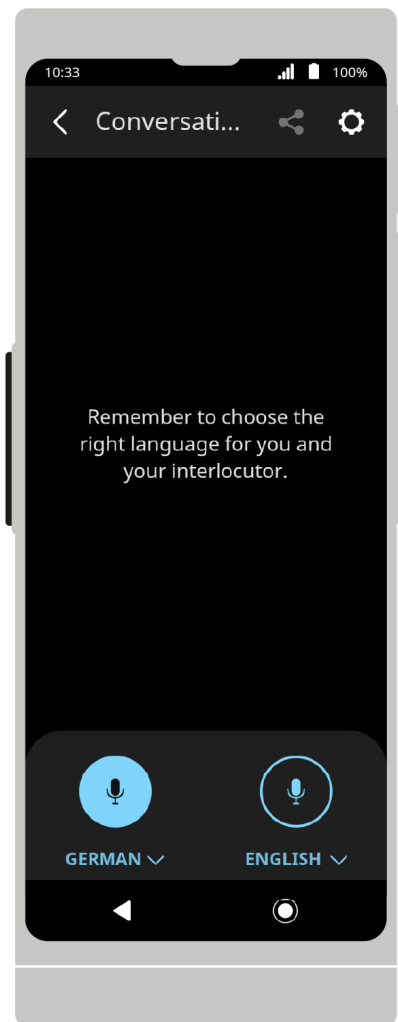 10:33
100%
Conversati...
Remember to choose the
right language for you and
your interlocutor.
GERMAN
ENGLISH